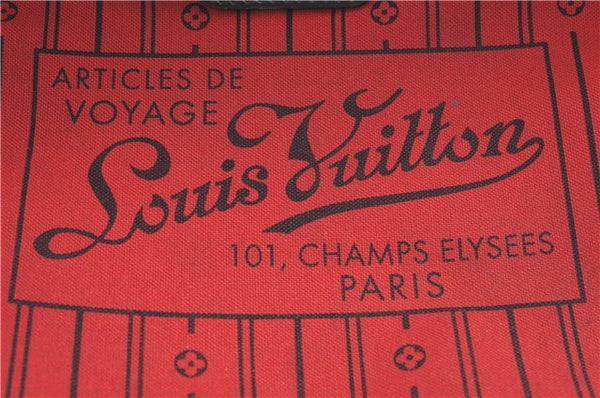 ARTICLES DE
VOYAGE
Louis Vuitton
101, CHAMPS ELYSEES
PARIS